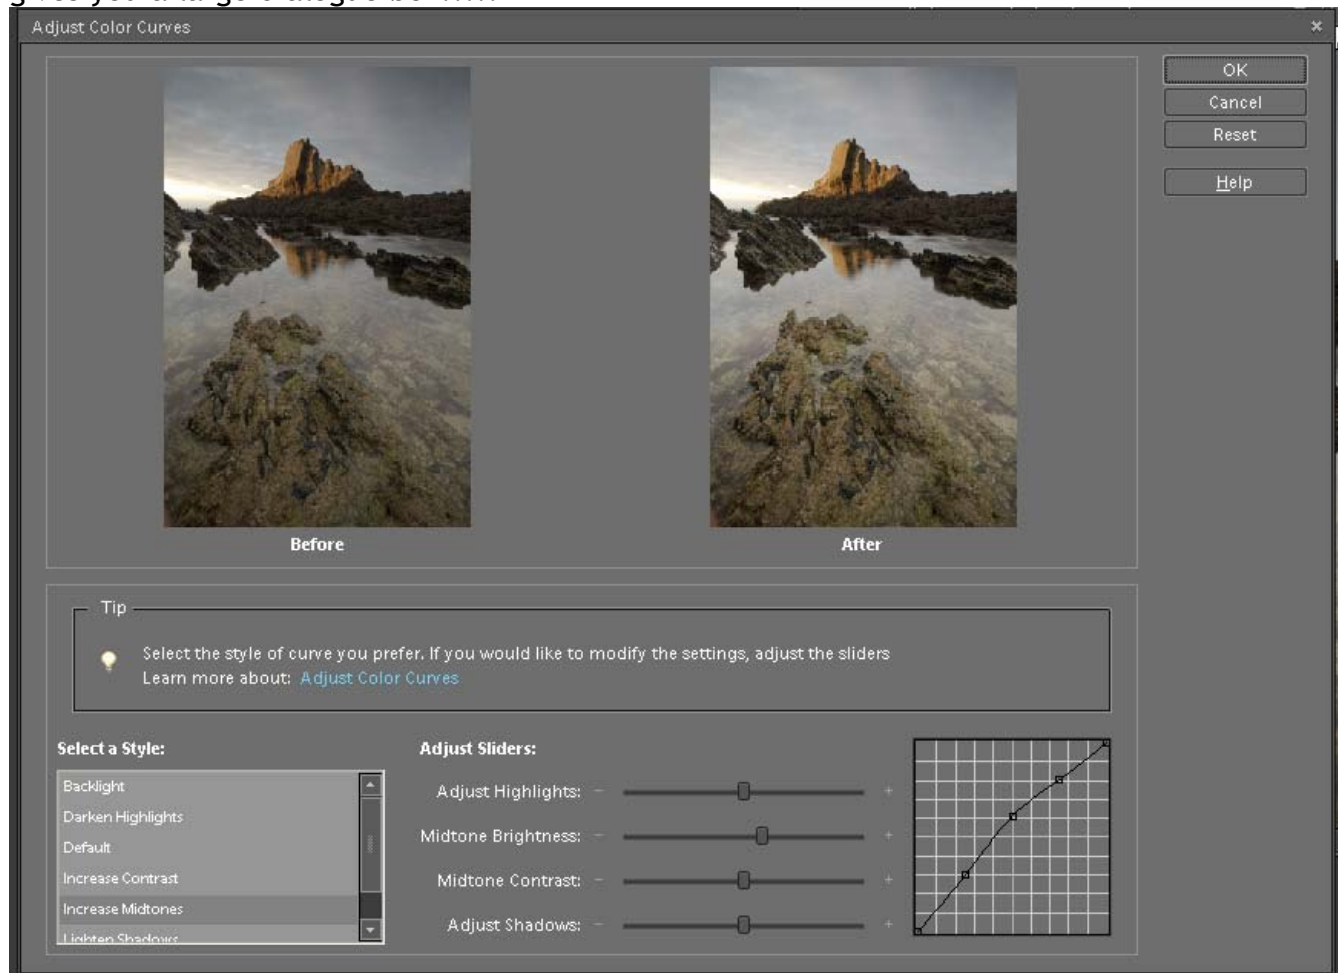 Adjust Color Curves
OK
Cancel
Reset
Help
Before
After
Tip
Select the style of curve you prefer. If you would like to modify the settings, adjust the sliders
Learn more about: Adjust Color Curves
Select a Style:
Backlight
Darken Highlights
Default
Increase Contrast
Increase Midtones
Lighten Shadows
Adjust Sliders:
Adjust Highlights: - +
Midtone Brightness: - +
Midtone Contrast: - +
Adjust Shadows: - +